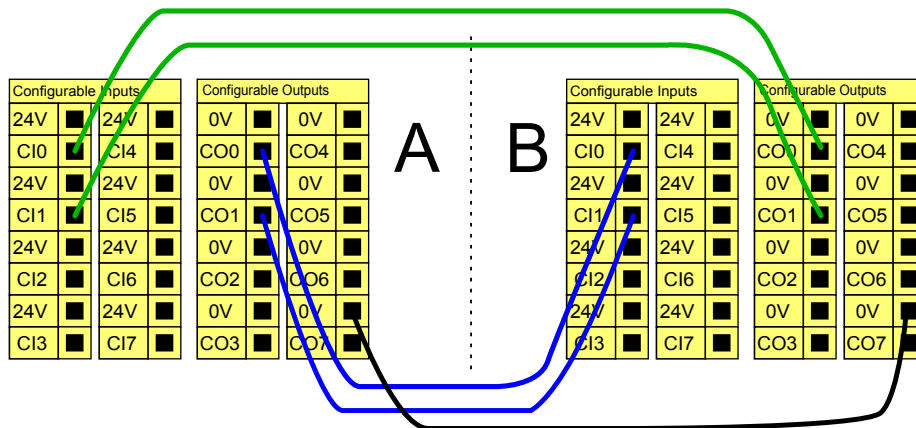 Configurable Inputs Configurable Outputs Configurable Inputs Configurable Outputs
24V 24V 0V 0V 24V 24V 0V 0V
CI0 CI4 CO0 CO4 A B CI0 CI4 CO0 CO4
24V 24V 0V 0V 24V 24V 0V 0V
CI1 CI5 CO1 CO5 CI1 CI5 CO1 CO5
24V 24V 0V 0V 24V 24V 0V 0V
CI2 CI6 CO2 CO6 CI2 CI6 CO2 CO6
24V 24V 0V 0V 24V 24V 0V 0V
CI3 CI7 CO3 CO7 CI3 CI7 CO3 CO7